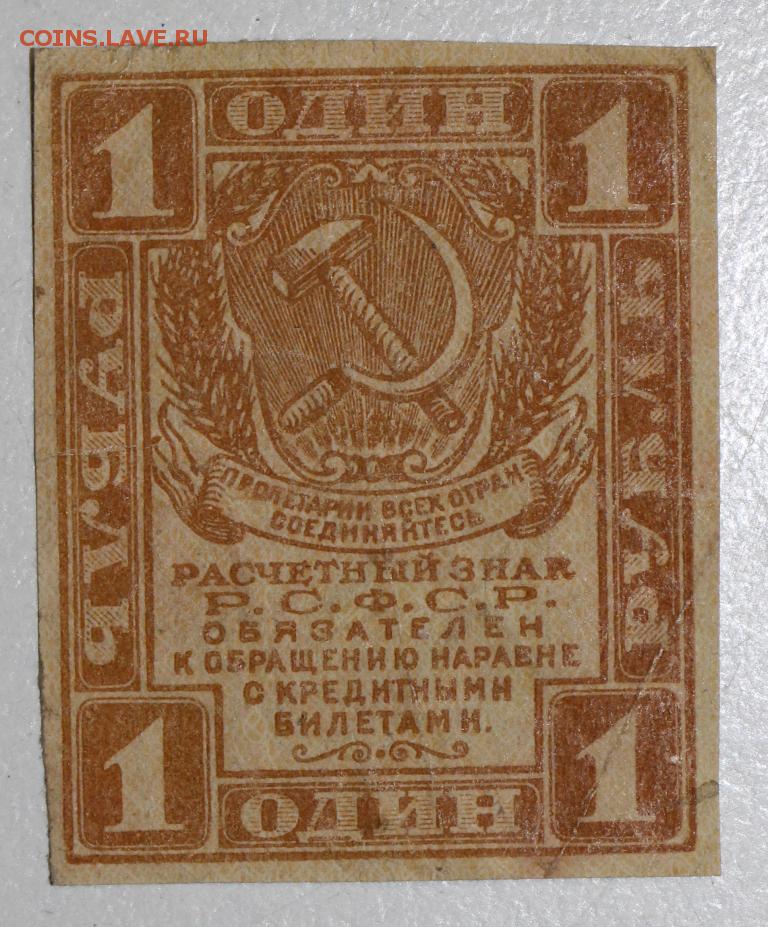 COINS.LAVE.RU
1 ОДИН 1
РУБЛЬ
РУБЛЬ
ПРОЛЕТАРИИ ВСЕХ СТРАН
СОЕДИНЯЙТЕСЬ
РАСЧЕТНЫЙ ЗНАК
Р.С.Ф.С.Р.
ОБЯЗАТЕЛЕН
К ОБРАЩЕНИЮ НАРАВНЕ
С КРЕДИТНЫМИ
БИЛЕТАМИ.
1 ОДИН 1